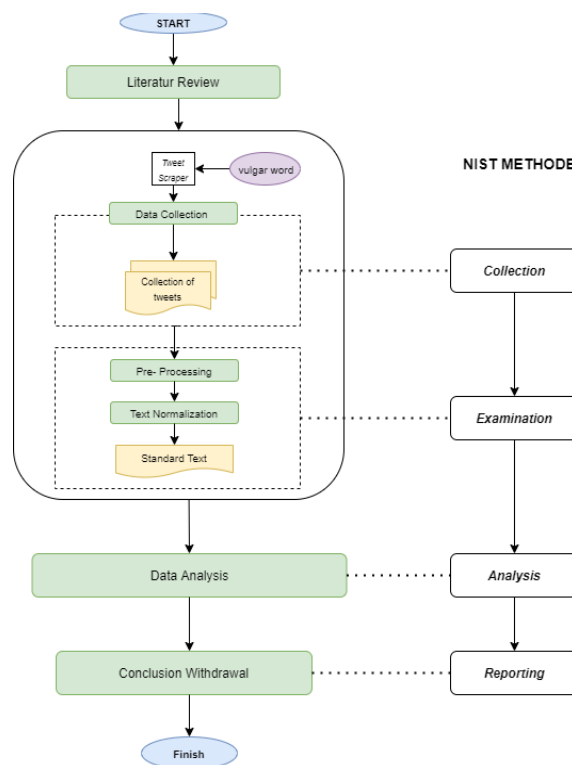 START
Literatur Review
Tweet
Scraper
vulgar word
NIST METHODE
Data Collection
Collection of
tweets
Collection
Pre- Processing
Text Normalization
Examination
Standard Text
Data Analysis
Analysis
Conclusion Withdrawal
Reporting
Finish